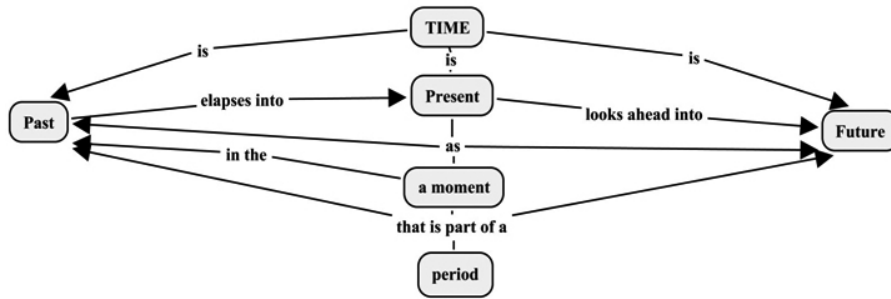 TIME
is
is
is
elapses into
Present
looks ahead into
Past
Future
as
in the
a moment
that is part of a
period